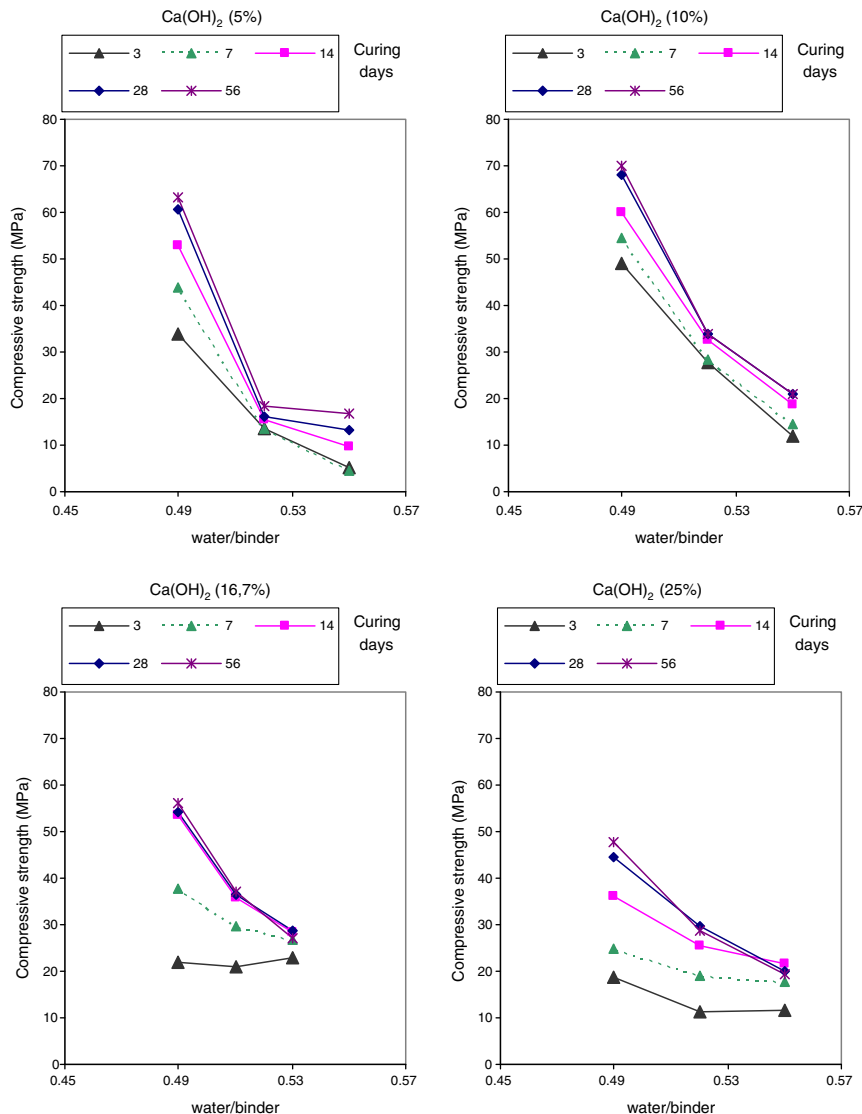 Ca(OH)2 (5%)
3 7 14 Curing
days
28 56
80
70
60
50
40
30
20
10
0
Compressive strength (MPa)
0.45 0.49 0.53 0.57
water/binder
Ca(OH)2 (10%)
3 7 14 Curing
days
28 56
80
70
60
50
40
30
20
10
0
Compressive strength (MPa)
0.45 0.49 0.53 0.57
water/binder
Ca(OH)2 (16,7%)
3 7 14 Curing
days
28 56
80
70
60
50
40
30
20
10
0
Compressive strength (MPa)
0.45 0.49 0.53 0.57
water/binder
Ca(OH)2 (25%)
3 7 14 Curing
days
28 56
80
70
60
50
40
30
20
10
0
Compressive strength (MPa)
0.45 0.49 0.53 0.57
water/binder